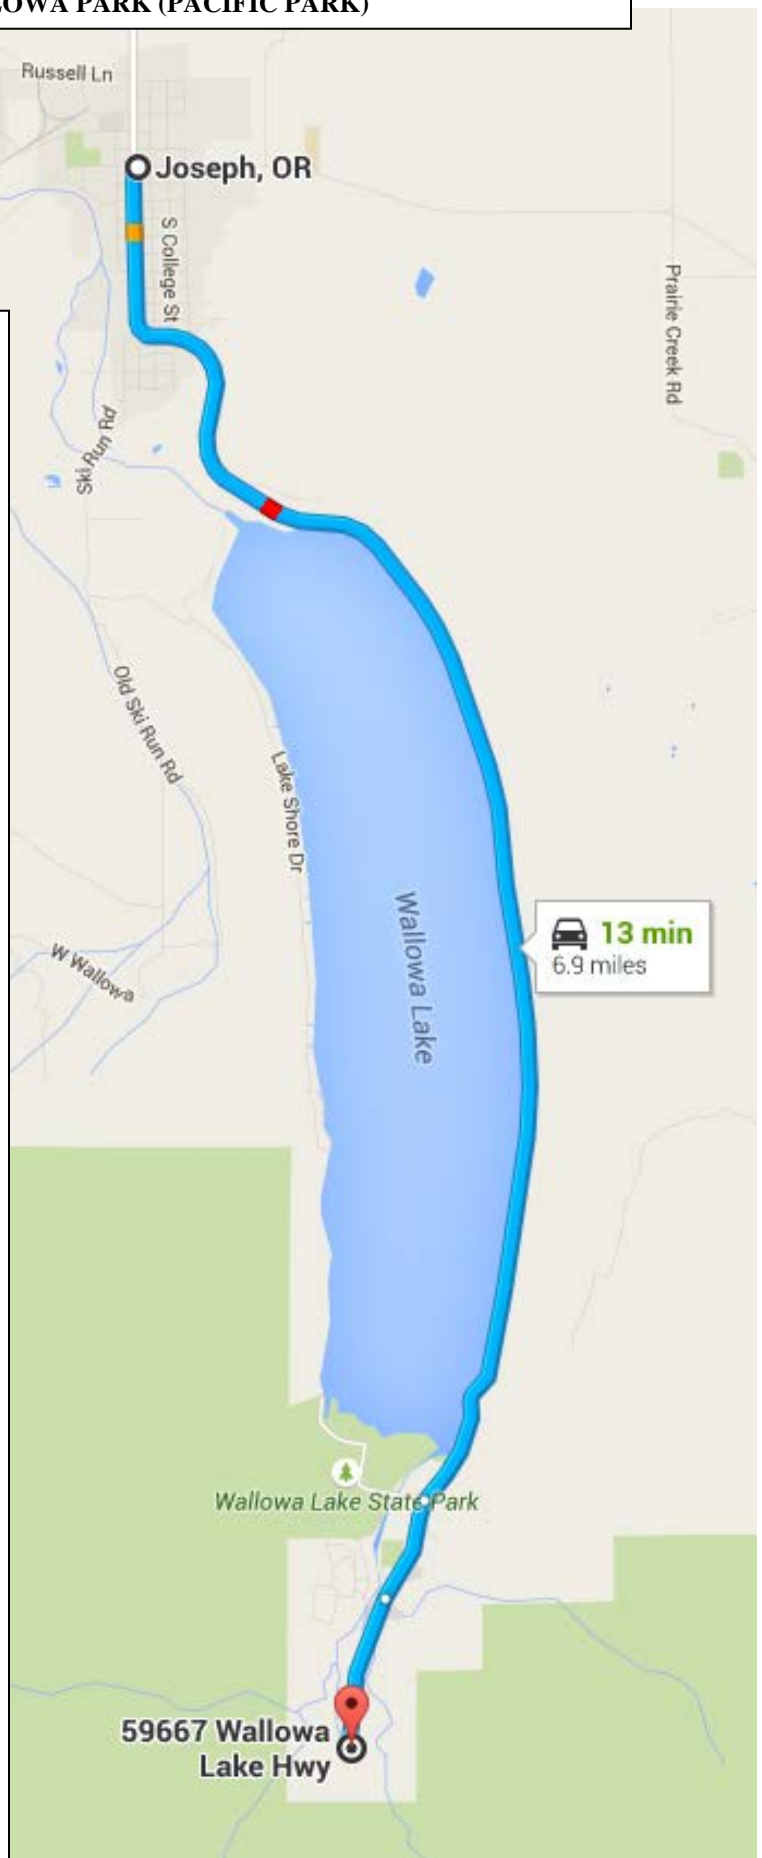 LOWA PARK (PACIFIC PARK)
Russell Ln
Joseph, OR
S College St
Prairie Creek Rd
Ski Run Rd
Old Ski Run Rd
Lake Shore Dr
Wallowa Lake
13 min
6.9 miles
W Wallowa
Wallowa Lake State Park
59667 Wallowa
Lake Hwy